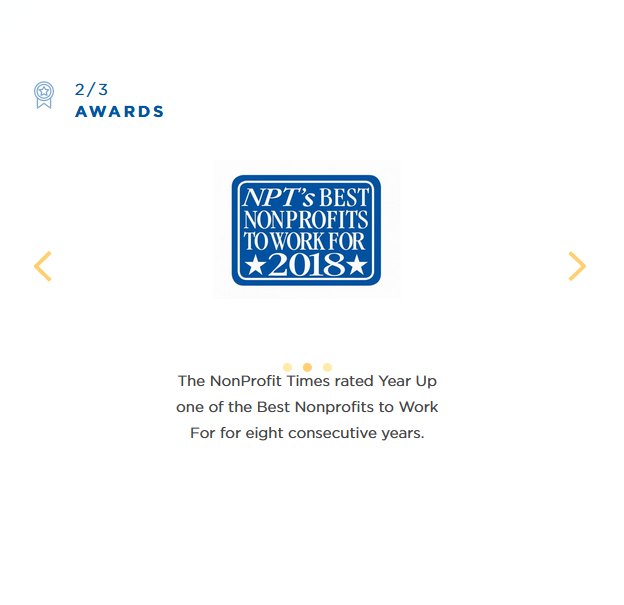 2/3
AWARDS
NPT's BEST
NONPROFITS
TO WORK FOR
★2018★
The NonProfit Times rated Year Up
one of the Best Nonprofits to Work
For for eight consecutive years.